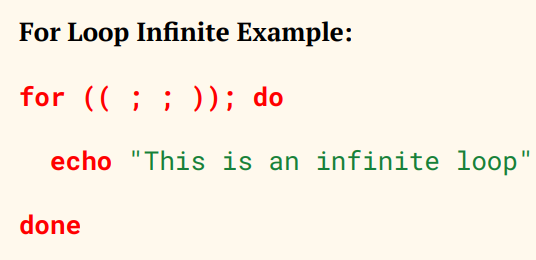 For Loop Infinite Example:
for (( ; ; )); do
echo "This is an infinite loop"
done